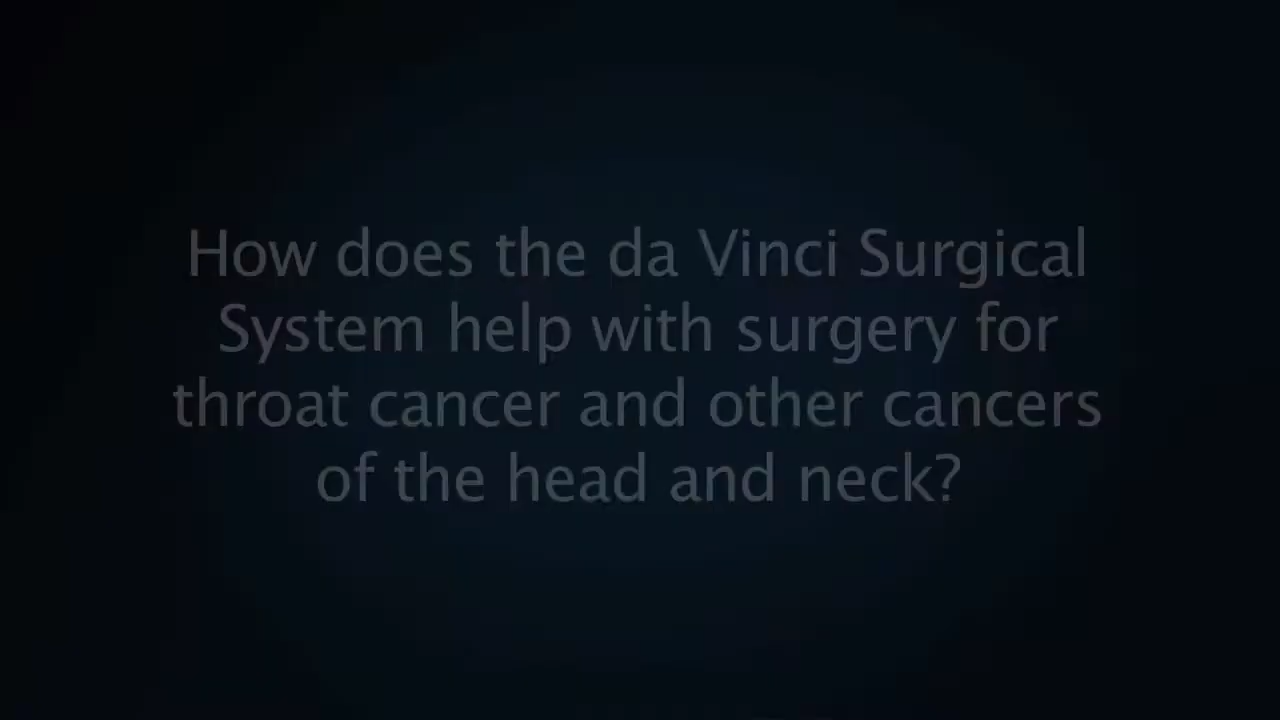 How does the da Vinci Surgical
System help with surgery for
throat cancer and other cancers
of the head and neck?